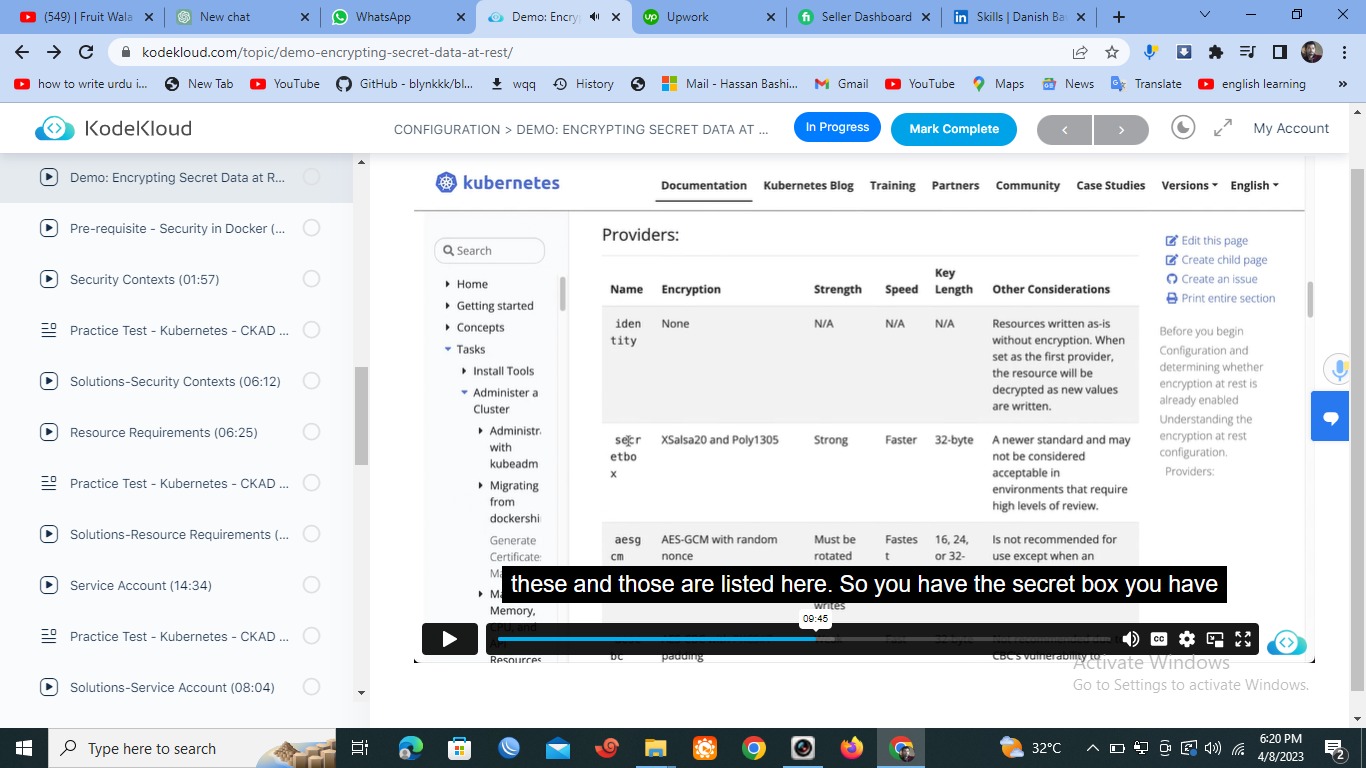 (549) | Fruit Wala
New chat
WhatsApp
Demo: Encry
Upwork
Seller Dashboard
Skills | Danish Ba
kodekloud.com/topic/demo-encrypting-secret-data-at-rest/
how to write urdu i...
New Tab
YouTube
GitHub - blynkkk/bl...
wqq
History
Mail - Hassan Bashi...
Gmail
YouTube
Maps
News
Translate
english learning
»
KodeKloud
CONFIGURATION > DEMO: ENCRYPTING SECRET DATA AT ...
In Progress
Mark Complete
My Account
Demo: Encrypting Secret Data at R...
Pre-requisite - Security in Docker (...
Security Contexts (01:57)
Practice Test - Kubernetes - CKAD ...
Solutions-Security Contexts (06:12)
Resource Requirements (06:25)
Practice Test - Kubernetes - CKAD ...
Solutions-Resource Requirements (...
Service Account (14:34)
Practice Test - Kubernetes - CKAD ...
Solutions-Service Account (08:04)
kubernetes
Documentation
Kubernetes Blog
Training
Partners
Community
Case Studies
Versions
English
Search
Home
Getting started
Concepts
Tasks
Install Tools
Administer a
Cluster
Administr
with
kubeadm
Migrating
from
dockershi
Generate
Certificate
Ma
Memory,
CPU, and
Resources
Providers:
Name
Encryption
Strength
Speed
Key
Length
Other Considerations
iden
tity
None
N/A
N/A
N/A
Resources written as-is
without encryption. When
set as the first provider,
the resource will be
decrypted as new values
are written.
secr
etbo
x
XSalsa20 and Poly1305
Strong
Faster
32-byte
A newer standard and may
not be considered
acceptable in
environments that require
high levels of review.
aesg
cm
AES-GCM with random
nonce
Must be
rotated
writes
Fastes
t
16, 24,
or 32-
Is not recommended for
use except when an
bc
padding
Weak
Fast
32-byte
CBC's vulnerability to
Edit this page
Create child page
Create an issue
Print entire section
Before you begin
Configuration and
determining whether
encryption at rest is
already enabled
Understanding the
encryption at rest
configuration.
Providers:
these and those are listed here. So you have the secret box you have
09:45
CC
Activate Windows
Go to Settings to activate Windows.
Type here to search
32°C
6:20 PM
4/8/2023
2